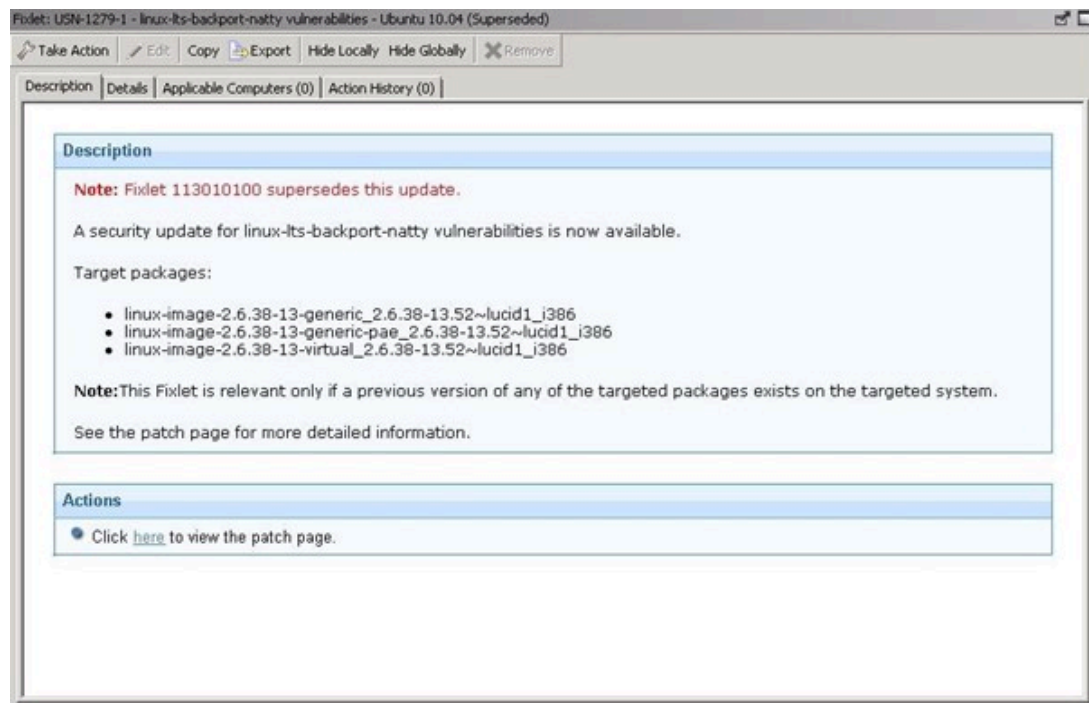 Fixlet: USN-1279-1 - linux-lts-backport-natty vulnerabilities - Ubuntu 10.04 (Superseded)
Take Action Edit Copy Export Hide Locally Hide Globally Remove
Description Details Applicable Computers (0) Action History (0)
Description
Note: Fixlet 113010100 supersedes this update.
A security update for linux-lts-backport-natty vulnerabilities is now available.
Target packages:
linux-image-2.6.38-13-generic_2.6.38-13.52~lucid1_i386
linux-image-2.6.38-13-generic-pae_2.6.38-13.52~lucid1_i386
linux-image-2.6.38-13-virtual_2.6.38-13.52~lucid1_i386
Note:This Fixlet is relevant only if a previous version of any of the targeted packages exists on the targeted system.
See the patch page for more detailed information.
Actions
Click here to view the patch page.